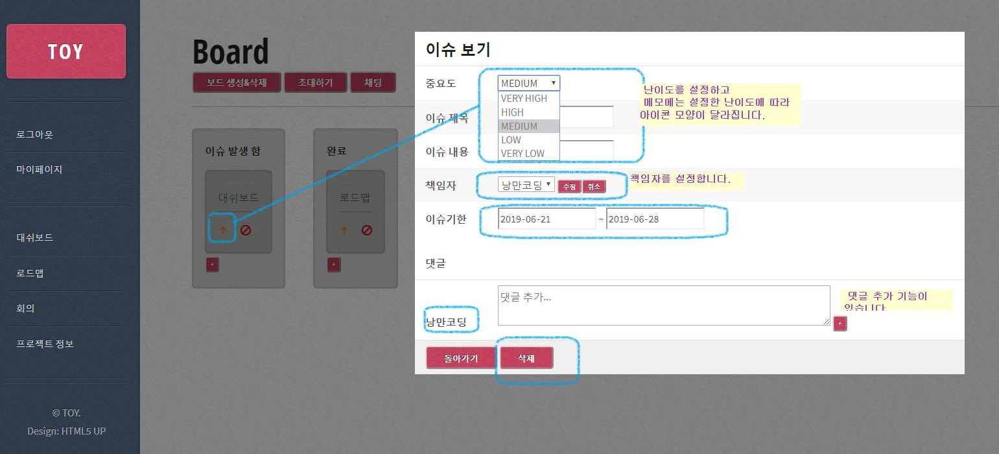 TOY
로그아웃
마이페이지
대쉬보드
로드맵
회의
프로젝트 정보
© TOY.
Design: HTML5 UP
Board
보드 생성&삭제
초대하기
채팅
이슈 발생 함
대쉬보드
+
완료
로드맵
+
이슈 보기
중요도
MEDIUM
VERY HIGH
HIGH
MEDIUM
LOW
VERY LOW
난이도를 설정하고
메모에는 설정한 난이도에 따라
아이콘 모양이 달라집니다.
이슈 제목
이슈 내용
책임자
낭만코딩
수정
취소
책임자를 설정합니다.
이슈기한
2019-06-21 ~ 2019-06-28
댓글
낭만코딩
댓글 추가...
+
댓글 추가 기능이
있습니다
돌아가기
삭제